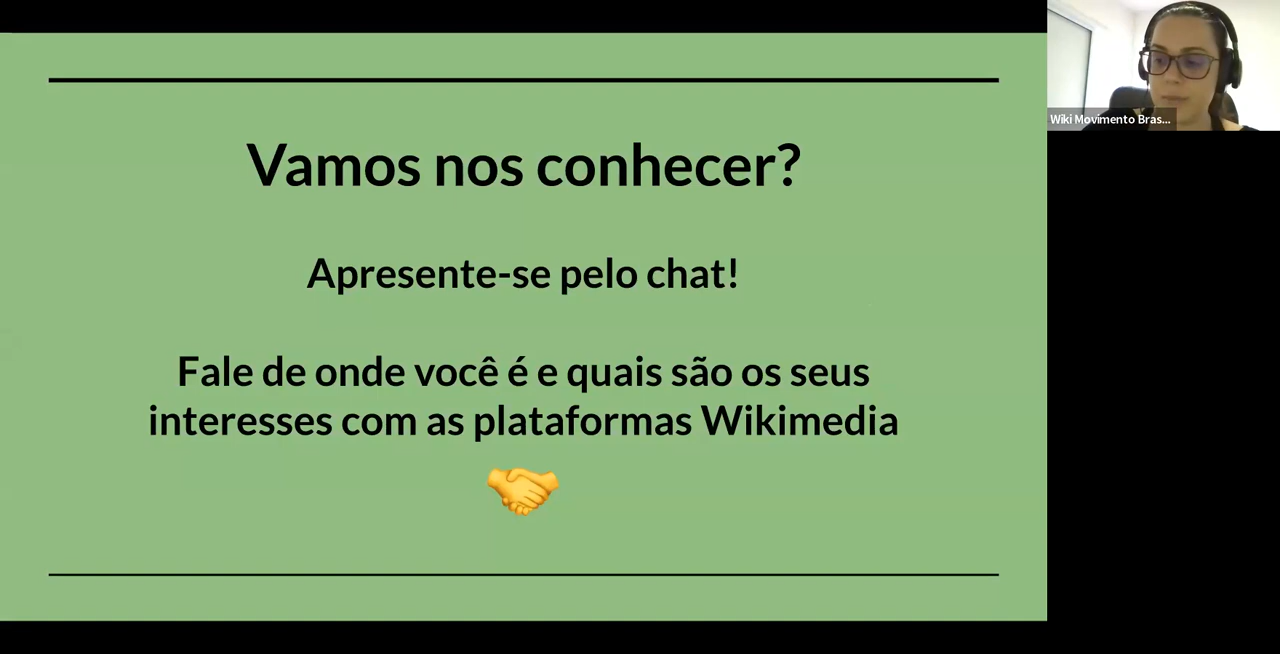 Vamos nos conhecer?
Apresente-se pelo chat!
Fale de onde você é e quais são os seus
interesses com as plataformas Wikimedia
Wiki Movimento Bras...